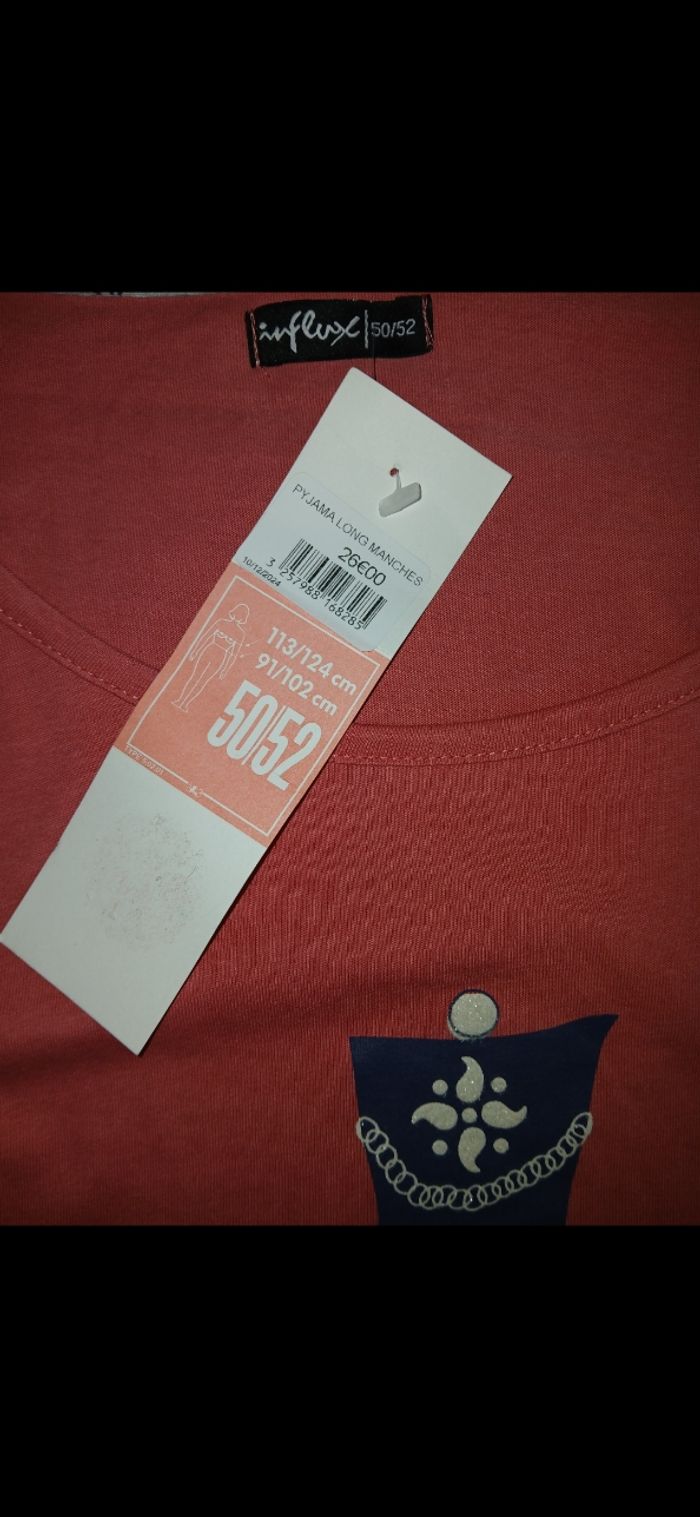 influx 50/52
PYJAMA LONG MANCHES
26€00
10/12/2024
3 257988 168285
113/124 cm
91/102 cm
50/52